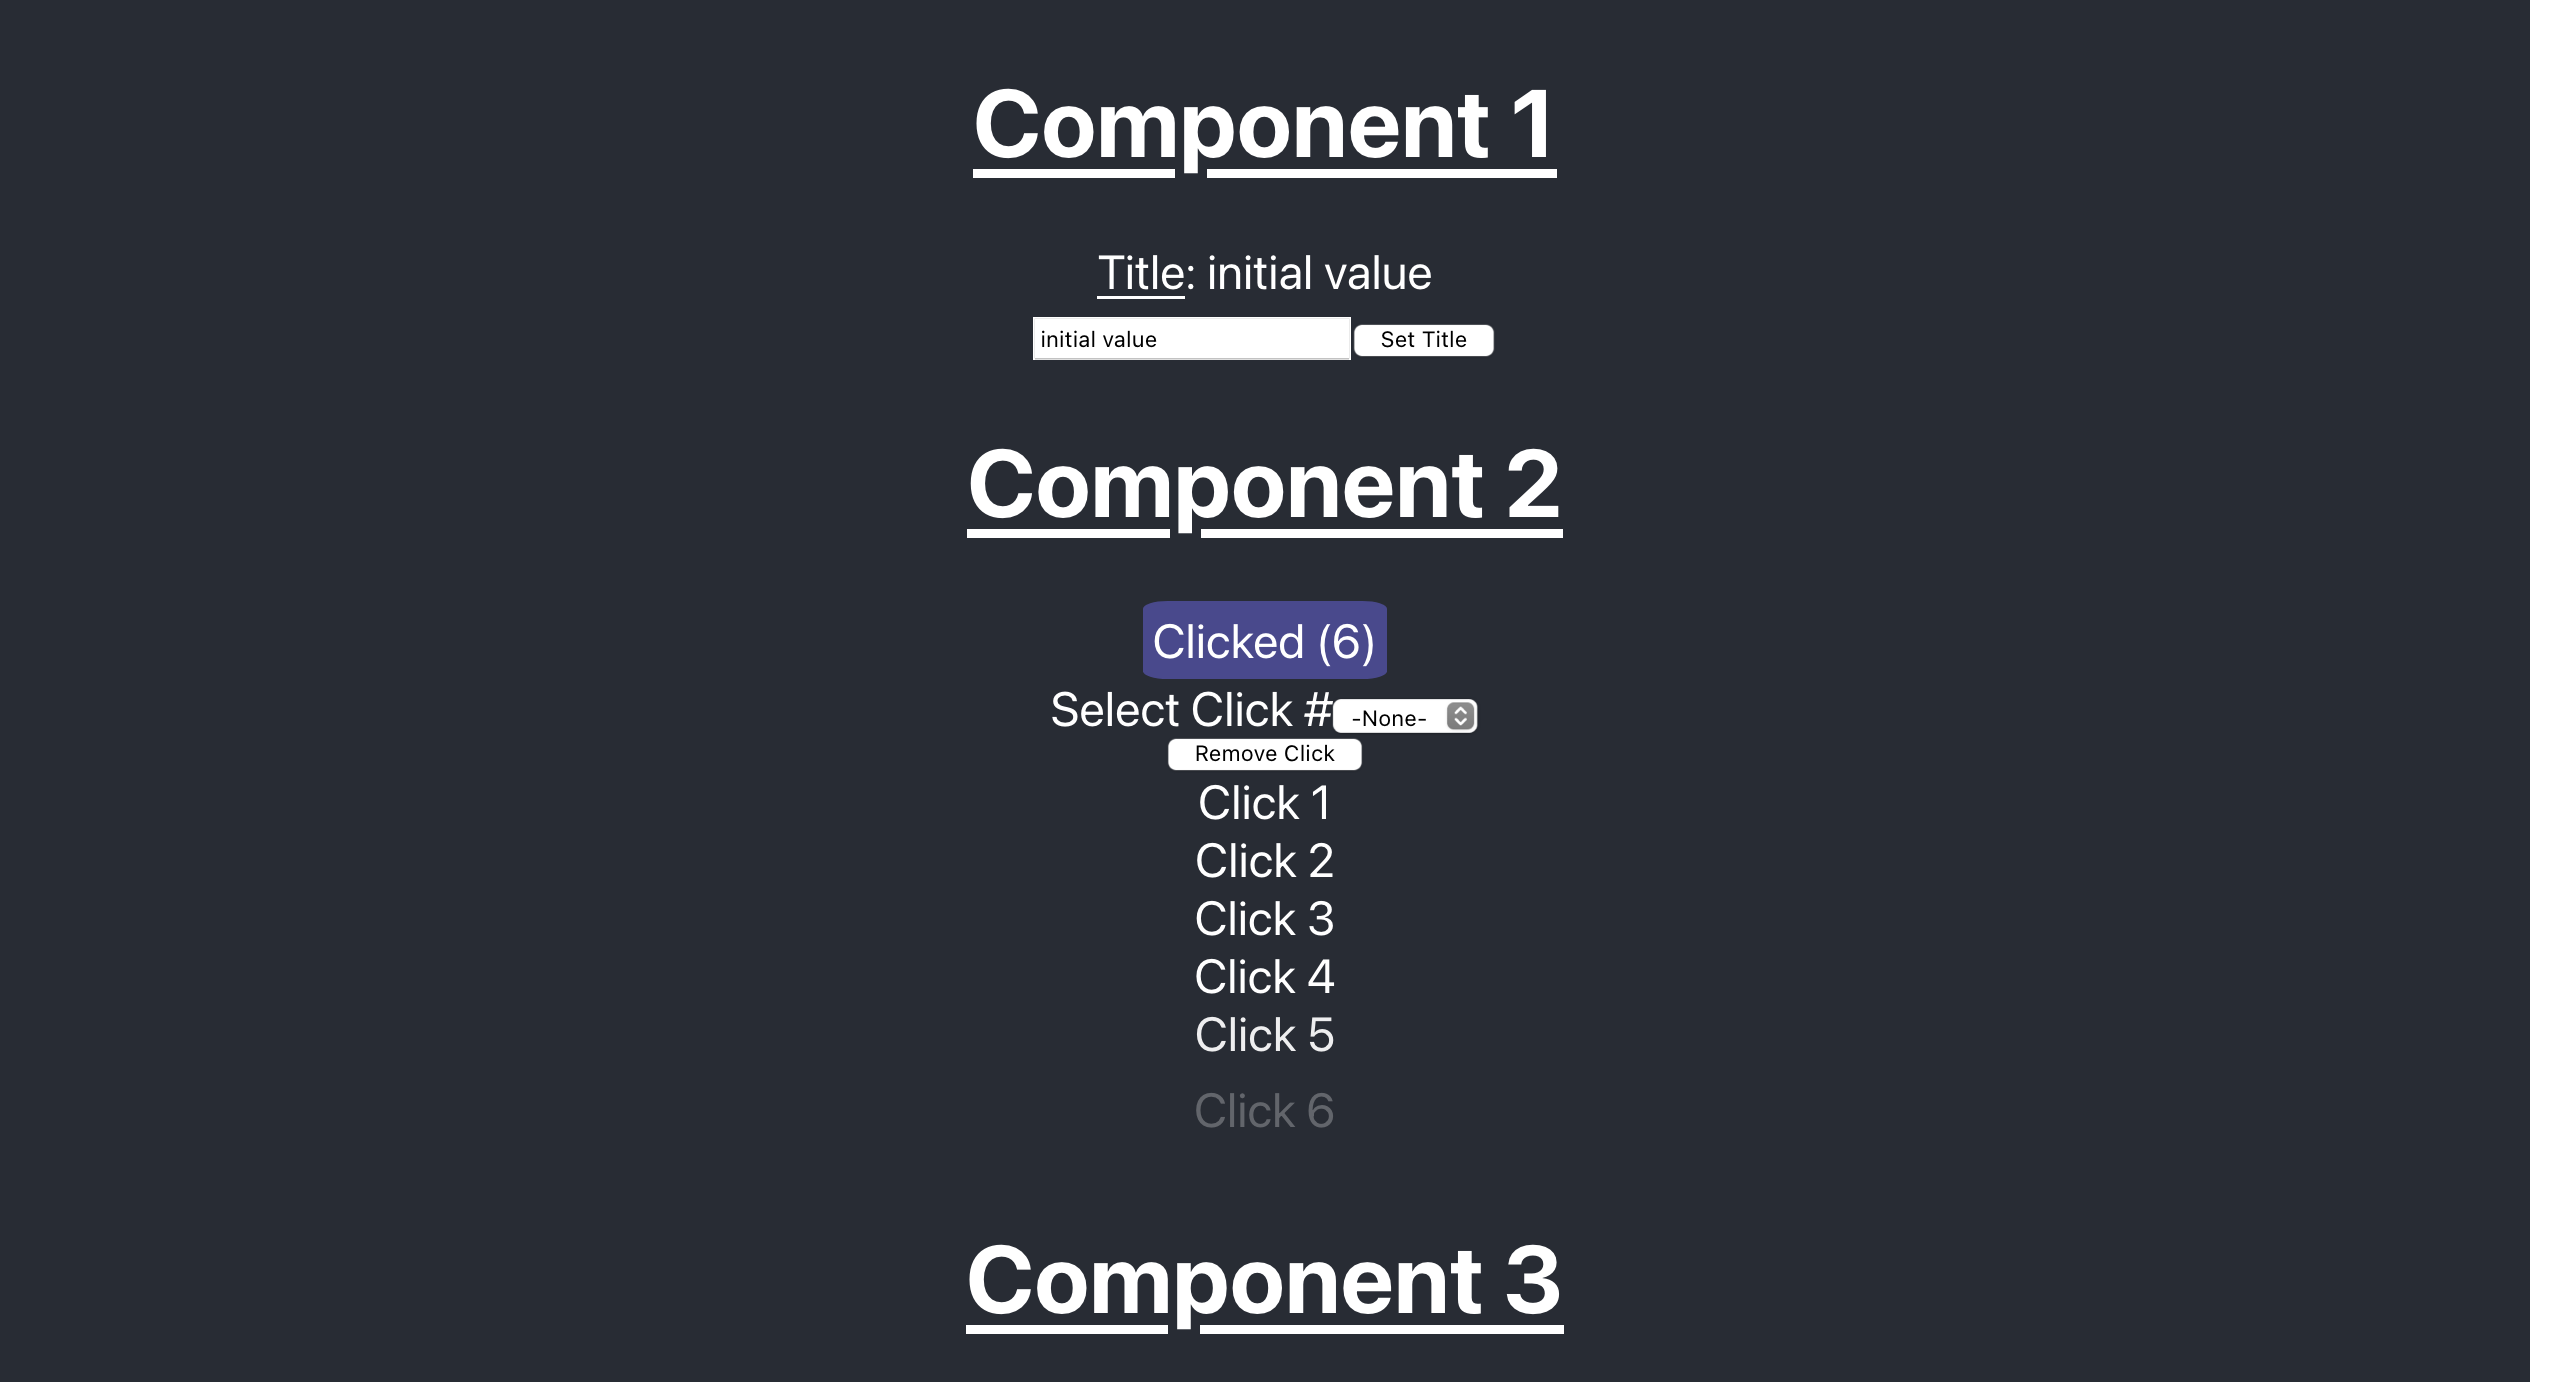 Component 1
Title: initial value
initial value Set Title
Component 2
Clicked (6)
Select Click # -None-
Remove Click
Click 1
Click 2
Click 3
Click 4
Click 5
Click 6
Component 3